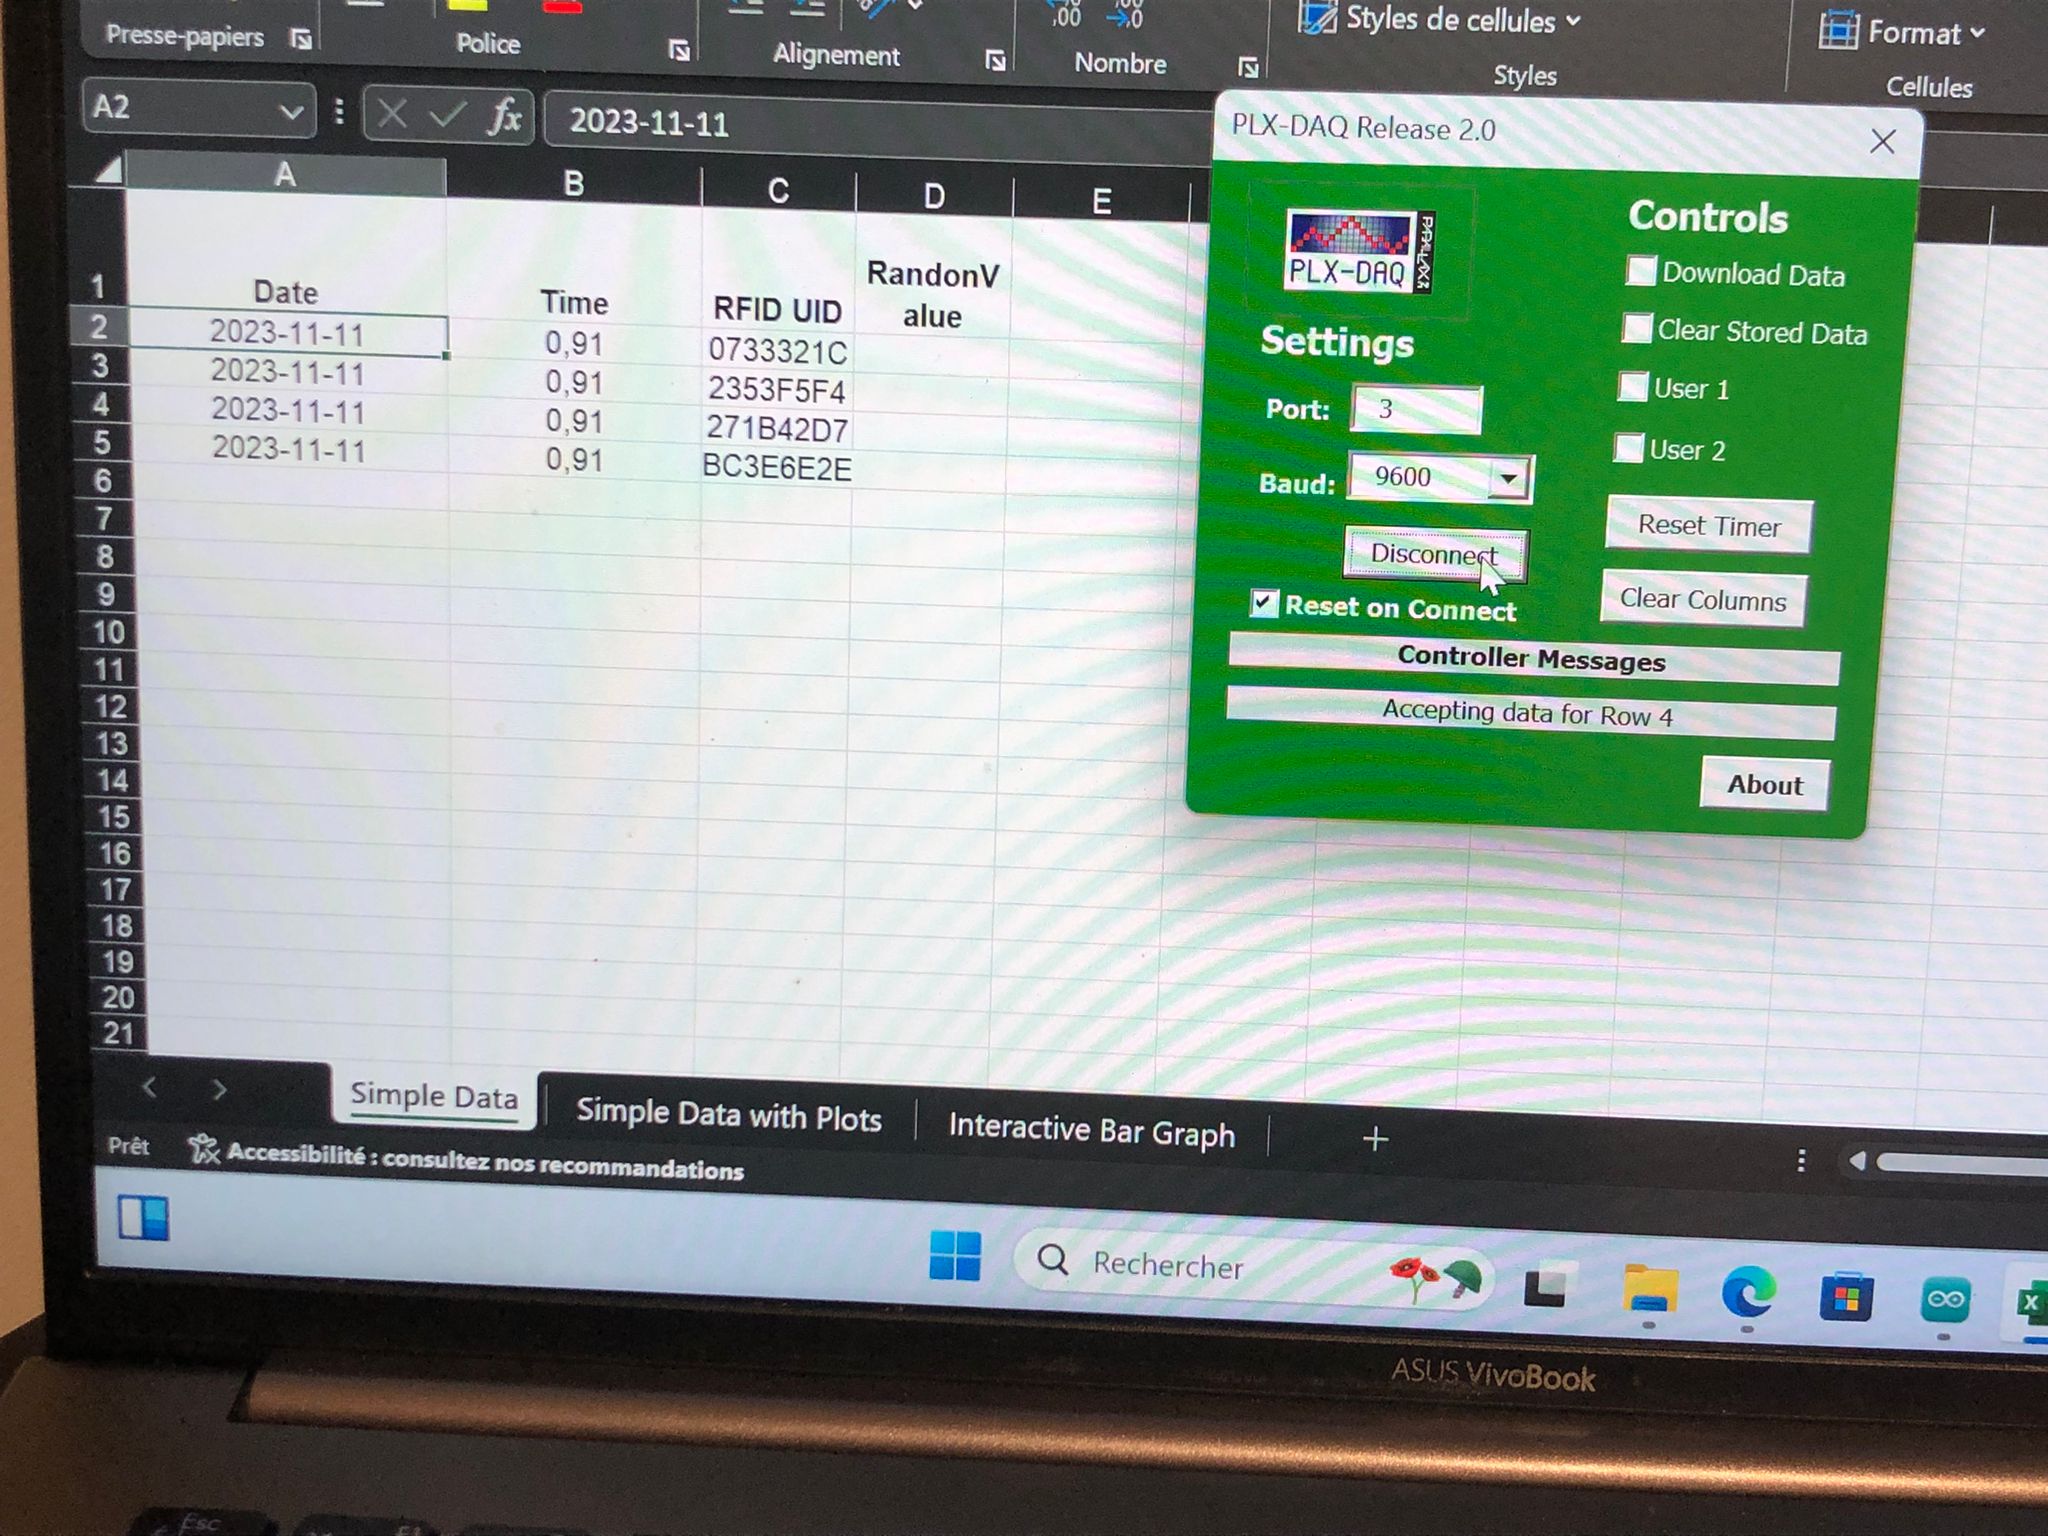 Presse-papiers
Police
Alignement
Nombre
,00
Styles de cellules
Styles
Format
Cellules
A2
fx
2023-11-11
A B C D E
1 Date Time RFID UID RandonV
alue
2 2023-11-11 0,91 0733321C
3 2023-11-11 0,91 2353F5F4
4 2023-11-11 0,91 271B42D7
5 2023-11-11 0,91 BC3E6E2E
6
7
8
9
10
11
12
13
14
15
16
17
18
19
20
21
PLX-DAQ Release 2.0
PLX-DAQ
PARALLAX
Controls
Download Data
Clear Stored Data
User 1
User 2
Reset Timer
Clear Columns
Settings
Port: 3
Baud: 9600
Disconnect
Reset on Connect
Controller Messages
Accepting data for Row 4
About
Simple Data
Simple Data with Plots
Interactive Bar Graph
Prêt
Accessibilité : consultez nos recommandations
Rechercher
X
ASUS VivoBook
Esc